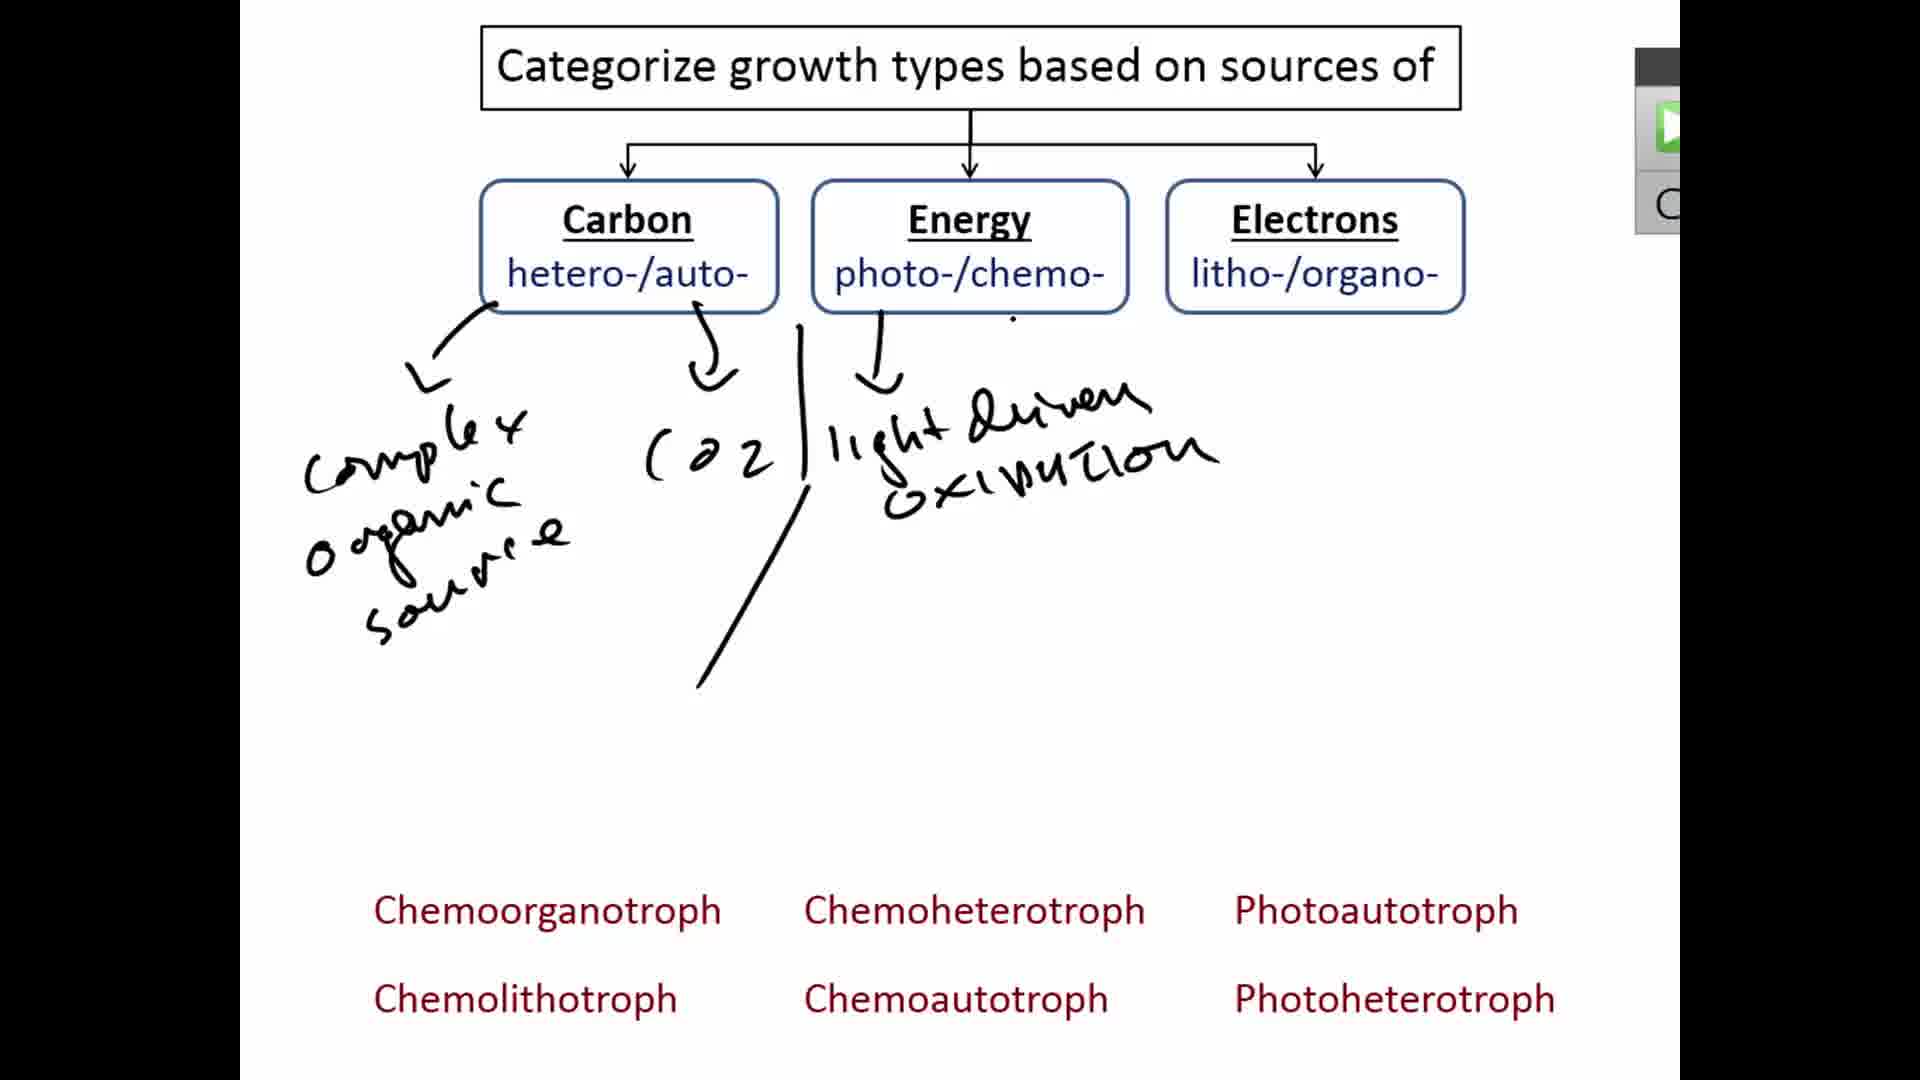 Categorize growth types based on sources of
Carbon
hetero-/auto-
Energy
photo-/chemo-
Electrons
litho-/organo-
complex
organic
source
CO2
light driven
oxidation
Chemoorganotroph
Chemoheterotroph
Photoautotroph
Chemolithotroph
Chemoautotroph
Photoheterotroph